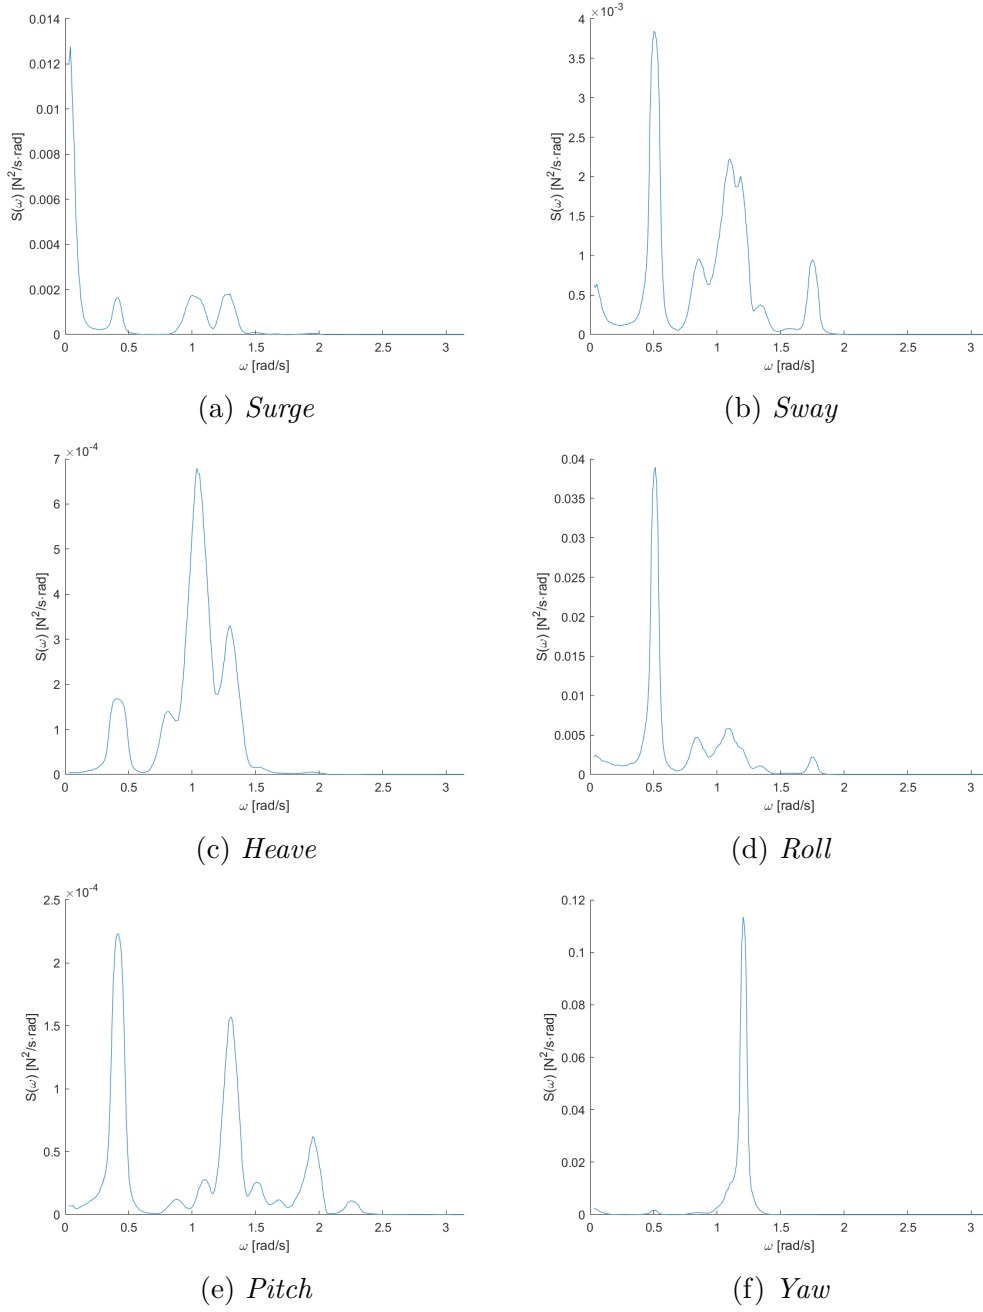 0.014
0.012
0.01
0.008
0.006
0.004
0.002
0
S(ω) [N²/s·rad]
0 0.5 1 1.5 2 2.5 3
ω [rad/s]
(a) Surge
×10⁻³
4
3.5
3
2.5
2
1.5
1
0.5
0
S(ω) [N²/s·rad]
0 0.5 1 1.5 2 2.5 3
ω [rad/s]
(b) Sway
×10⁻⁴
7
6
5
4
3
2
1
0
S(ω) [N²/s·rad]
0 0.5 1 1.5 2 2.5 3
ω [rad/s]
(c) Heave
0.04
0.035
0.03
0.025
0.02
0.015
0.01
0.005
0
S(ω) [N²/s·rad]
0 0.5 1 1.5 2 2.5 3
ω [rad/s]
(d) Roll
×10⁻⁴
2.5
2
1.5
1
0.5
0
S(ω) [N²/s·rad]
0 0.5 1 1.5 2 2.5 3
ω [rad/s]
(e) Pitch
0.12
0.1
0.08
0.06
0.04
0.02
0
S(ω) [N²/s·rad]
0 0.5 1 1.5 2 2.5 3
ω [rad/s]
(f) Yaw